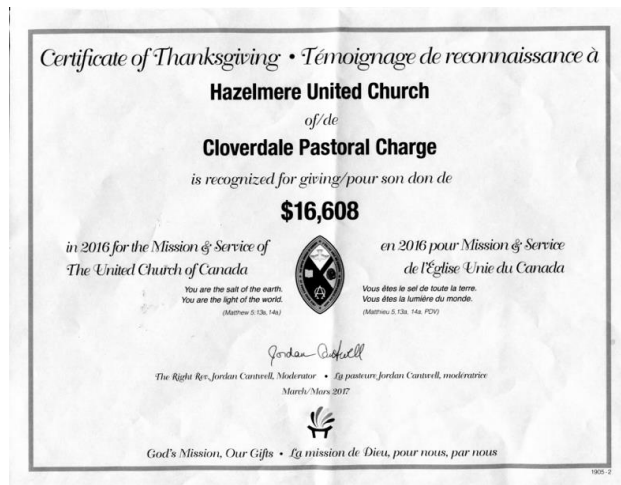 Certificate of Thanksgiving • Témoignage de reconnaissance à
Hazelmere United Church
of/de
Cloverdale Pastoral Charge
is recognized for giving/pour son don de
$16,608
in 2016 for the Mission & Service of
The United Church of Canada
You are the salt of the earth.
You are the light of the world.
(Matthew 5.13a, 14a)
en 2016 pour Mission & Service
de l'Église Unie du Canada
Vous êtes le sel de toute la terre.
Vous êtes la lumière du monde.
(Matthieu 5,13a, 14a, PDV)
Jordan Cantwell
The Right Rev. Jordan Cantwell, Moderator • La pasteure Jordan Cantwell, modératrice
March/Mars 2017
God's Mission, Our Gifts • La mission de Dieu, pour nous, par nous
1905-2